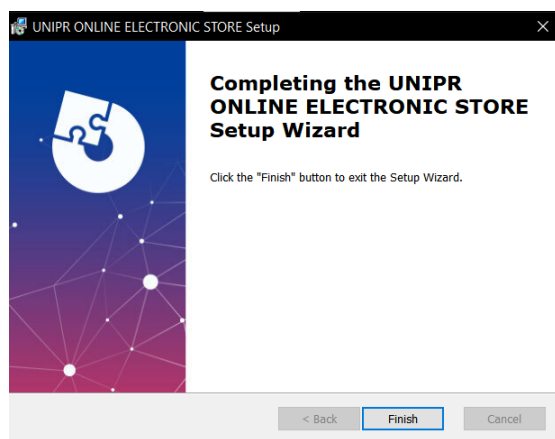 UNIPR ONLINE ELECTRONIC STORE Setup
Completing the UNIPR
ONLINE ELECTRONIC STORE
Setup Wizard
Click the "Finish" button to exit the Setup Wizard.
< Back Finish Cancel